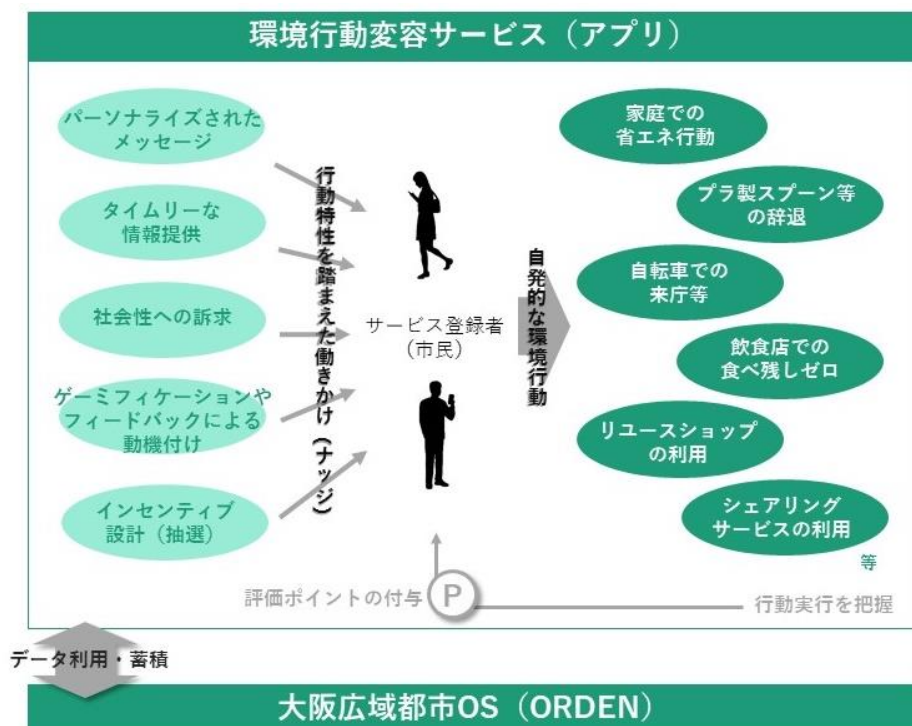 環境行動変容サービス（アプリ）
パーソナライズされた
メッセージ
タイムリーな
情報提供
社会性への訴求
ゲーミフィケーションや
フィードバックによる
動機付け
インセンティブ
設計（抽選）
行動特性を踏まえた働きかけ（ナッジ）
サービス登録者
（市民）
自発的な環境行動
家庭での
省エネ行動
プラ製スプーン等
の辞退
自転車での
来庁等
飲食店での
食べ残しゼロ
リユースショップ
の利用
シェアリング
サービスの利用
等
評価ポイントの付与
P
行動実行を把握
データ利用・蓄積
大阪広域都市OS（ORDEN）